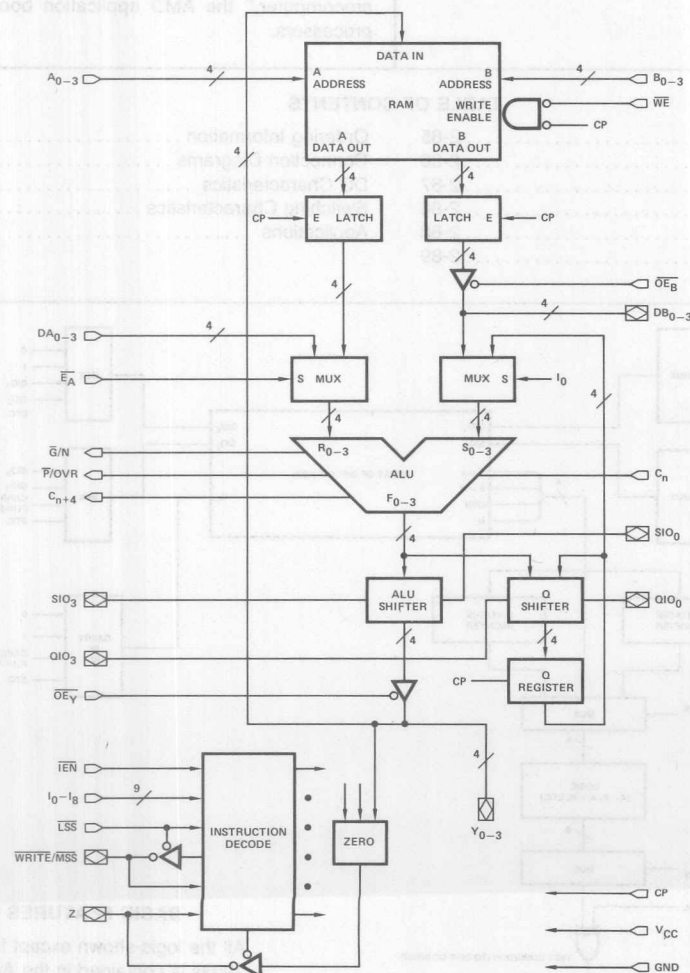 processers.
DATA IN
A0–3
4
A
ADDRESS
B
ADDRESS
4
B0–3
RAM
WRITE
ENABLE
WE
CP
A
DATA OUT
B
DATA OUT
4
4
4
CP
E LATCH
LATCH E
CP
4
4
OEB
4
DB0–3
DA0–3
4
EA
S MUX
MUX S
I0
4
4
4
G/N
R0–3
S0–3
P/OVR
ALU
Cn
Cn+4
F0–3
4
SIO0
SIO3
ALU
SHIFTER
Q
SHIFTER
QIO0
4
4
QIO3
CP
Q
REGISTER
OEY
4
IEN
I0–I8
9
LSS
INSTRUCTION
DECODE
ZERO
Y0–3
WRITE/MSS
Z
CP
VCC
GND